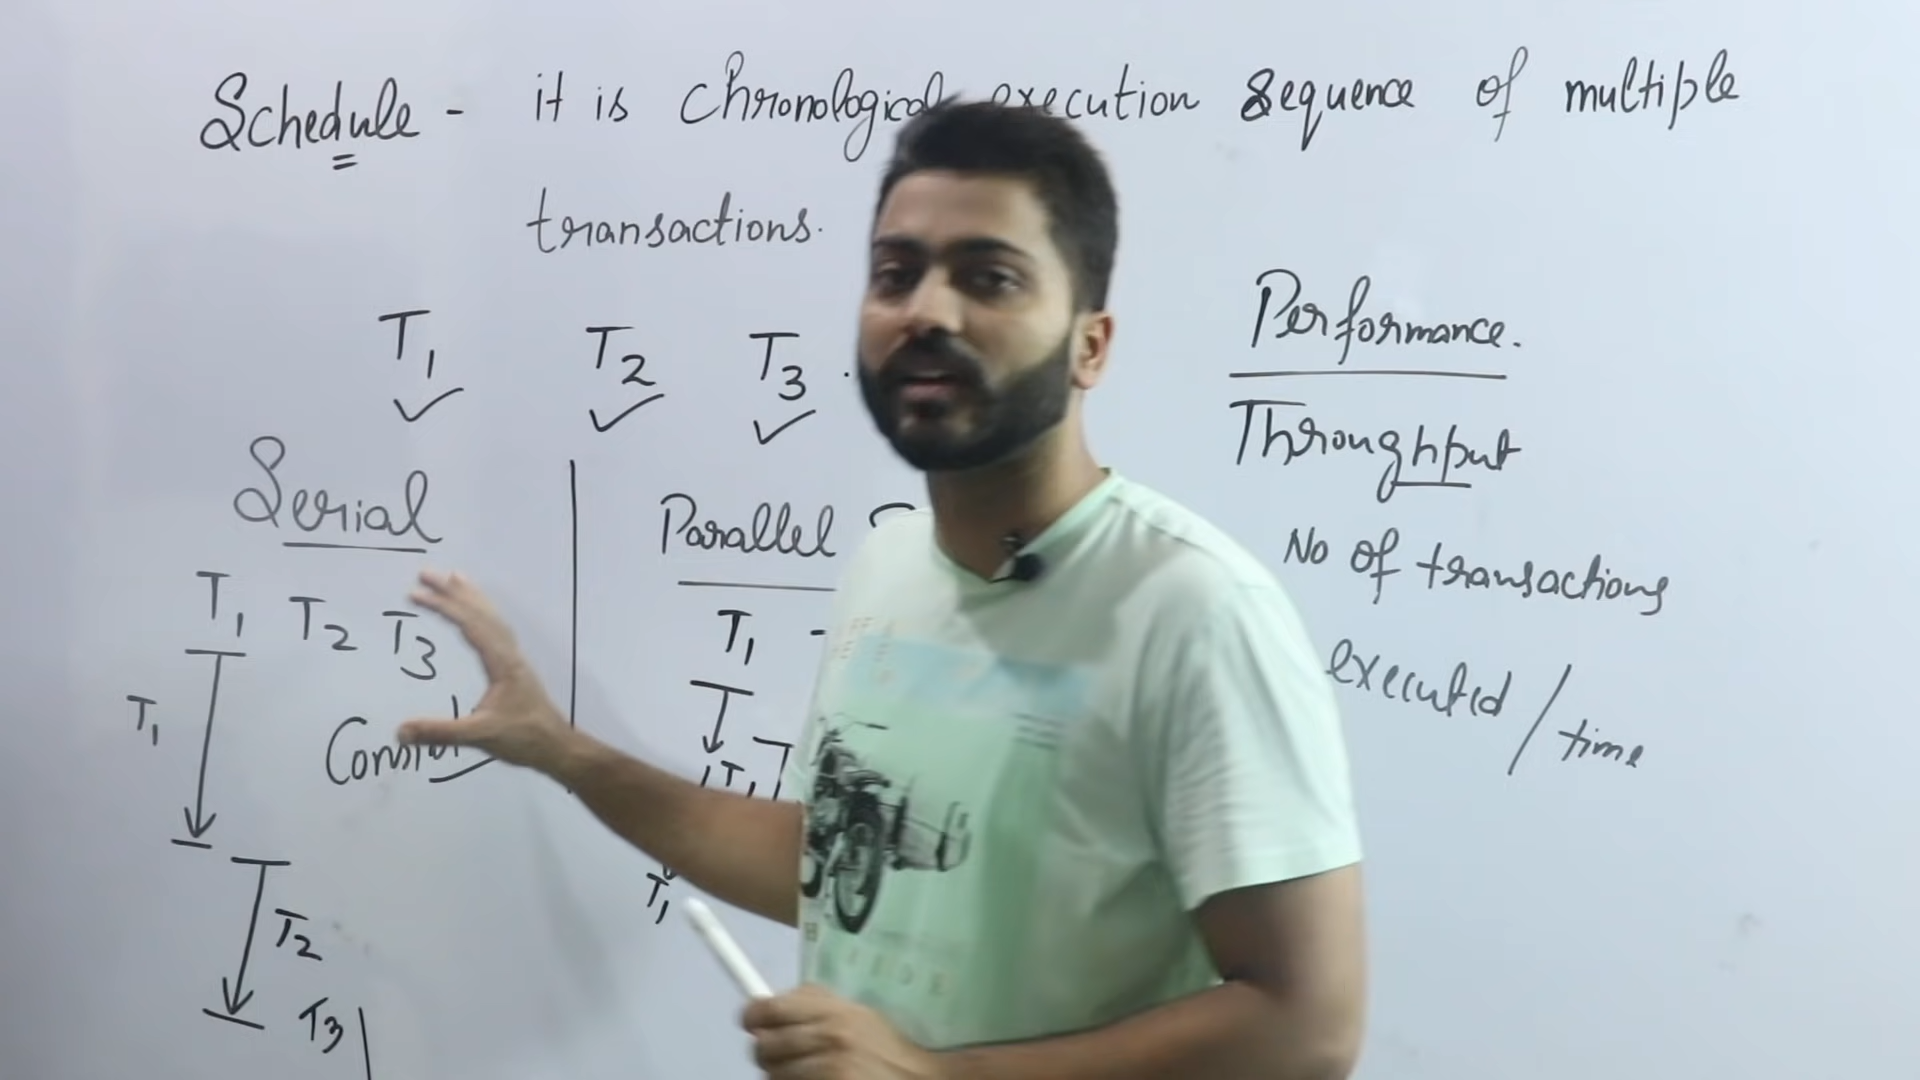 Schedule - it is Chronological execution sequence of multiple
transactions.
T1 T2 T3 .
Performance.
Throughput
No of transactions
executed / time
Serial
T1 T2 T3
T1
T2
T3
Parallel
T1 -
T1
T1